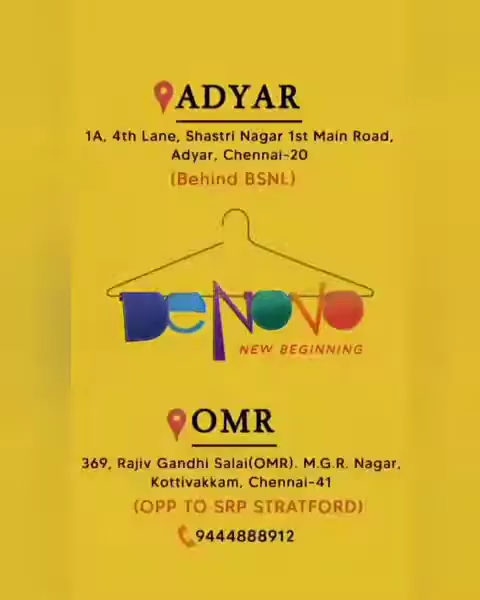 ADYAR
1A, 4th Lane, Shastri Nagar 1st Main Road,
Adyar, Chennai-20
(Behind BSNL)
DeNovo
NEW BEGINNING
OMR
369, Rajiv Gandhi Salai(OMR). M.G.R. Nagar,
Kottivakkam, Chennai-41
(OPP TO SRP STRATFORD)
9444888912